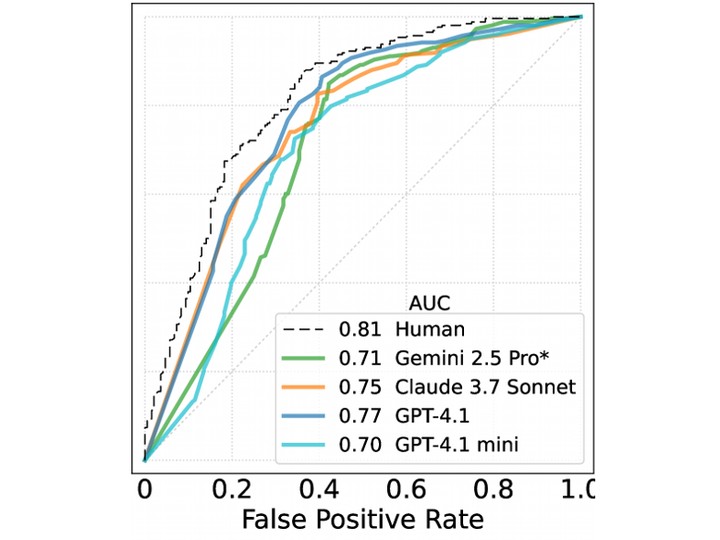 AUC
0.81 Human
0.71 Gemini 2.5 Pro*
0.75 Claude 3.7 Sonnet
0.77 GPT-4.1
0.70 GPT-4.1 mini
0 0.2 0.4 0.6 0.8 1.0
False Positive Rate